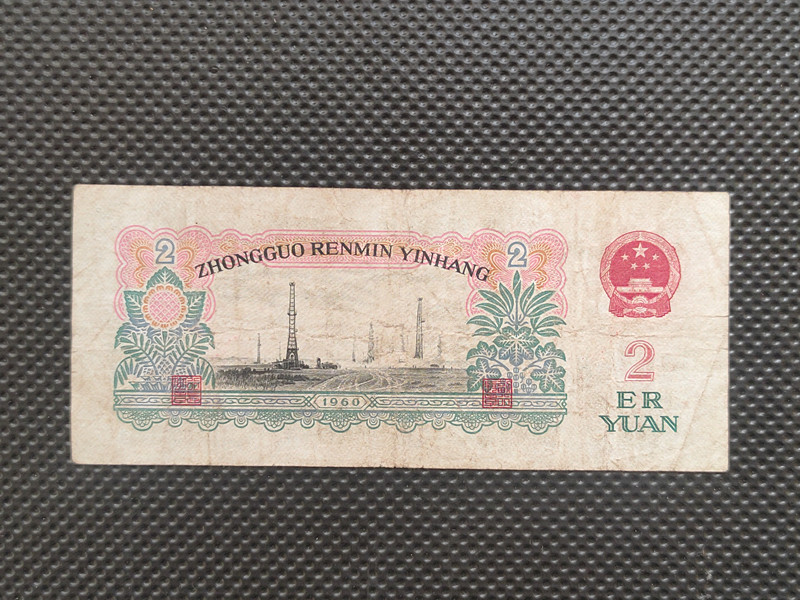 2 ZHONGGUO RENMIN YINHANG 2
1960
2
ER
YUAN